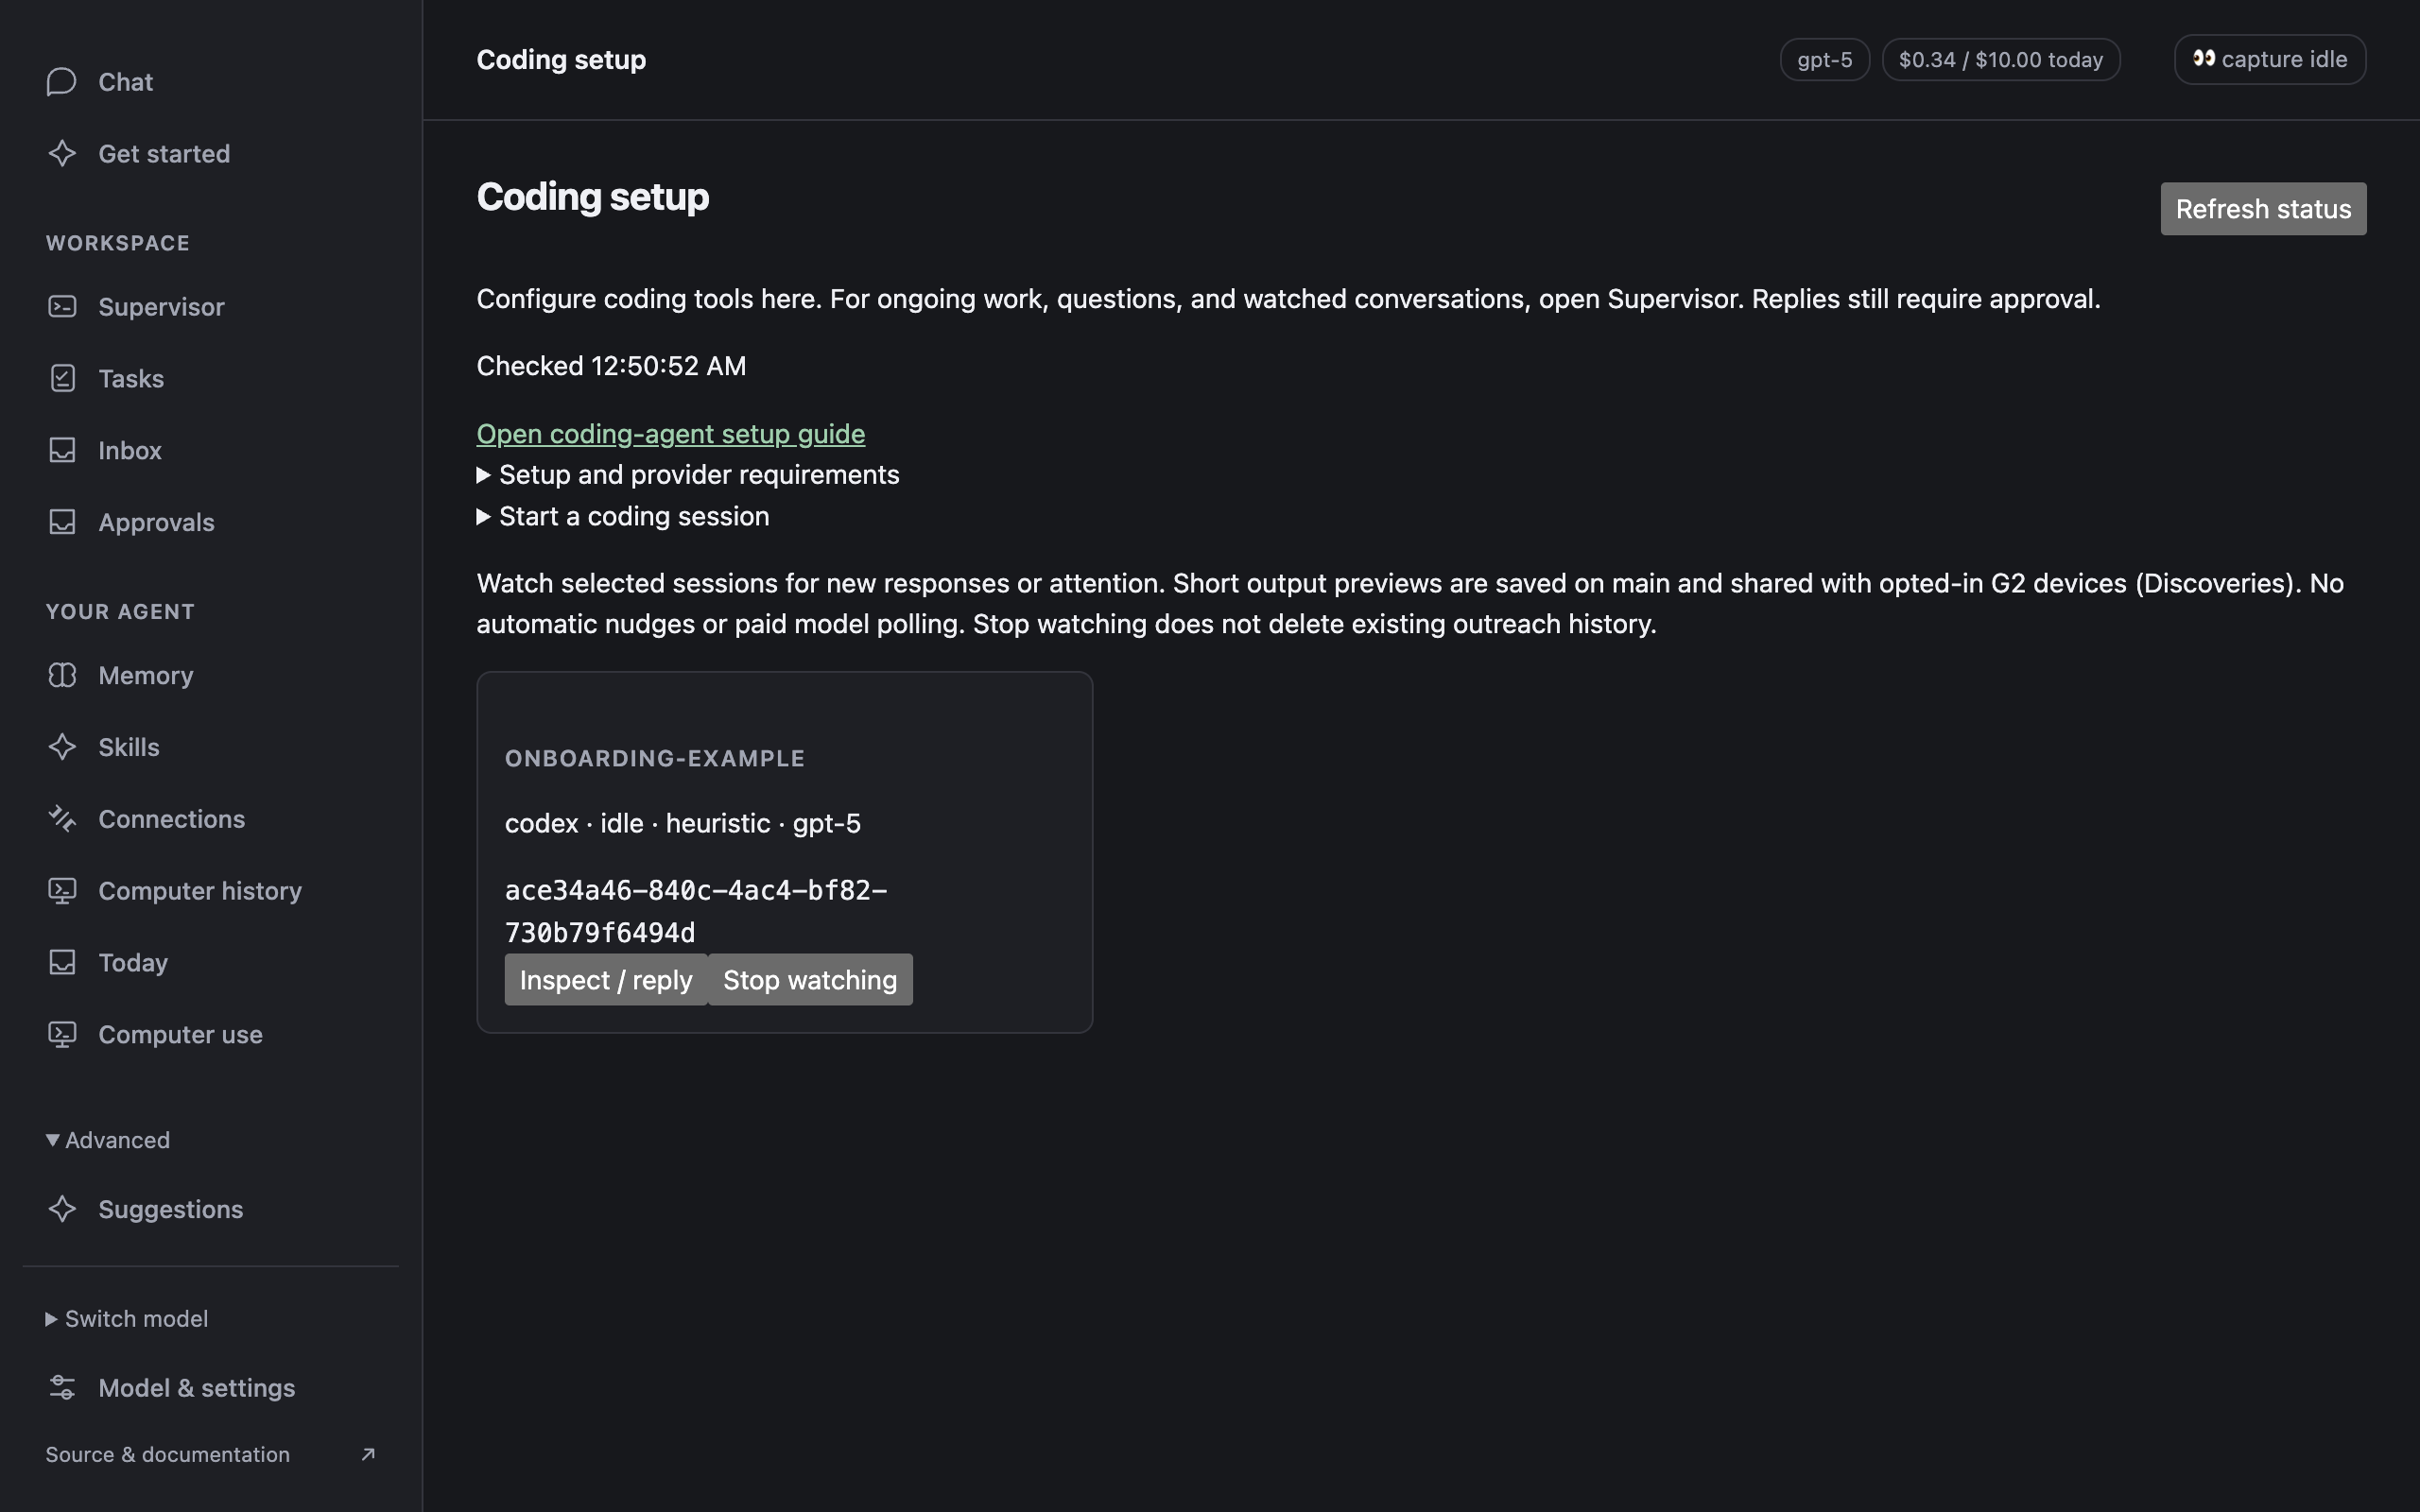 Chat
Get started
WORKSPACE
Supervisor
Tasks
Inbox
Approvals
YOUR AGENT
Memory
Skills
Connections
Computer history
Today
Computer use
▼ Advanced
Suggestions
▶ Switch model
Model & settings
Source & documentation ↗
Coding setup
gpt-5
$0.34 / $10.00 today
👀 capture idle
Coding setup
Refresh status
Configure coding tools here. For ongoing work, questions, and watched conversations, open Supervisor. Replies still require approval.
Checked 12:50:52 AM
Open coding-agent setup guide
▶ Setup and provider requirements
▶ Start a coding session
Watch selected sessions for new responses or attention. Short output previews are saved on main and shared with opted-in G2 devices (Discoveries). No
automatic nudges or paid model polling. Stop watching does not delete existing outreach history.
ONBOARDING-EXAMPLE
codex · idle · heuristic · gpt-5
ace34a46-840c-4ac4-bf82-
730b79f6494d
Inspect / reply
Stop watching